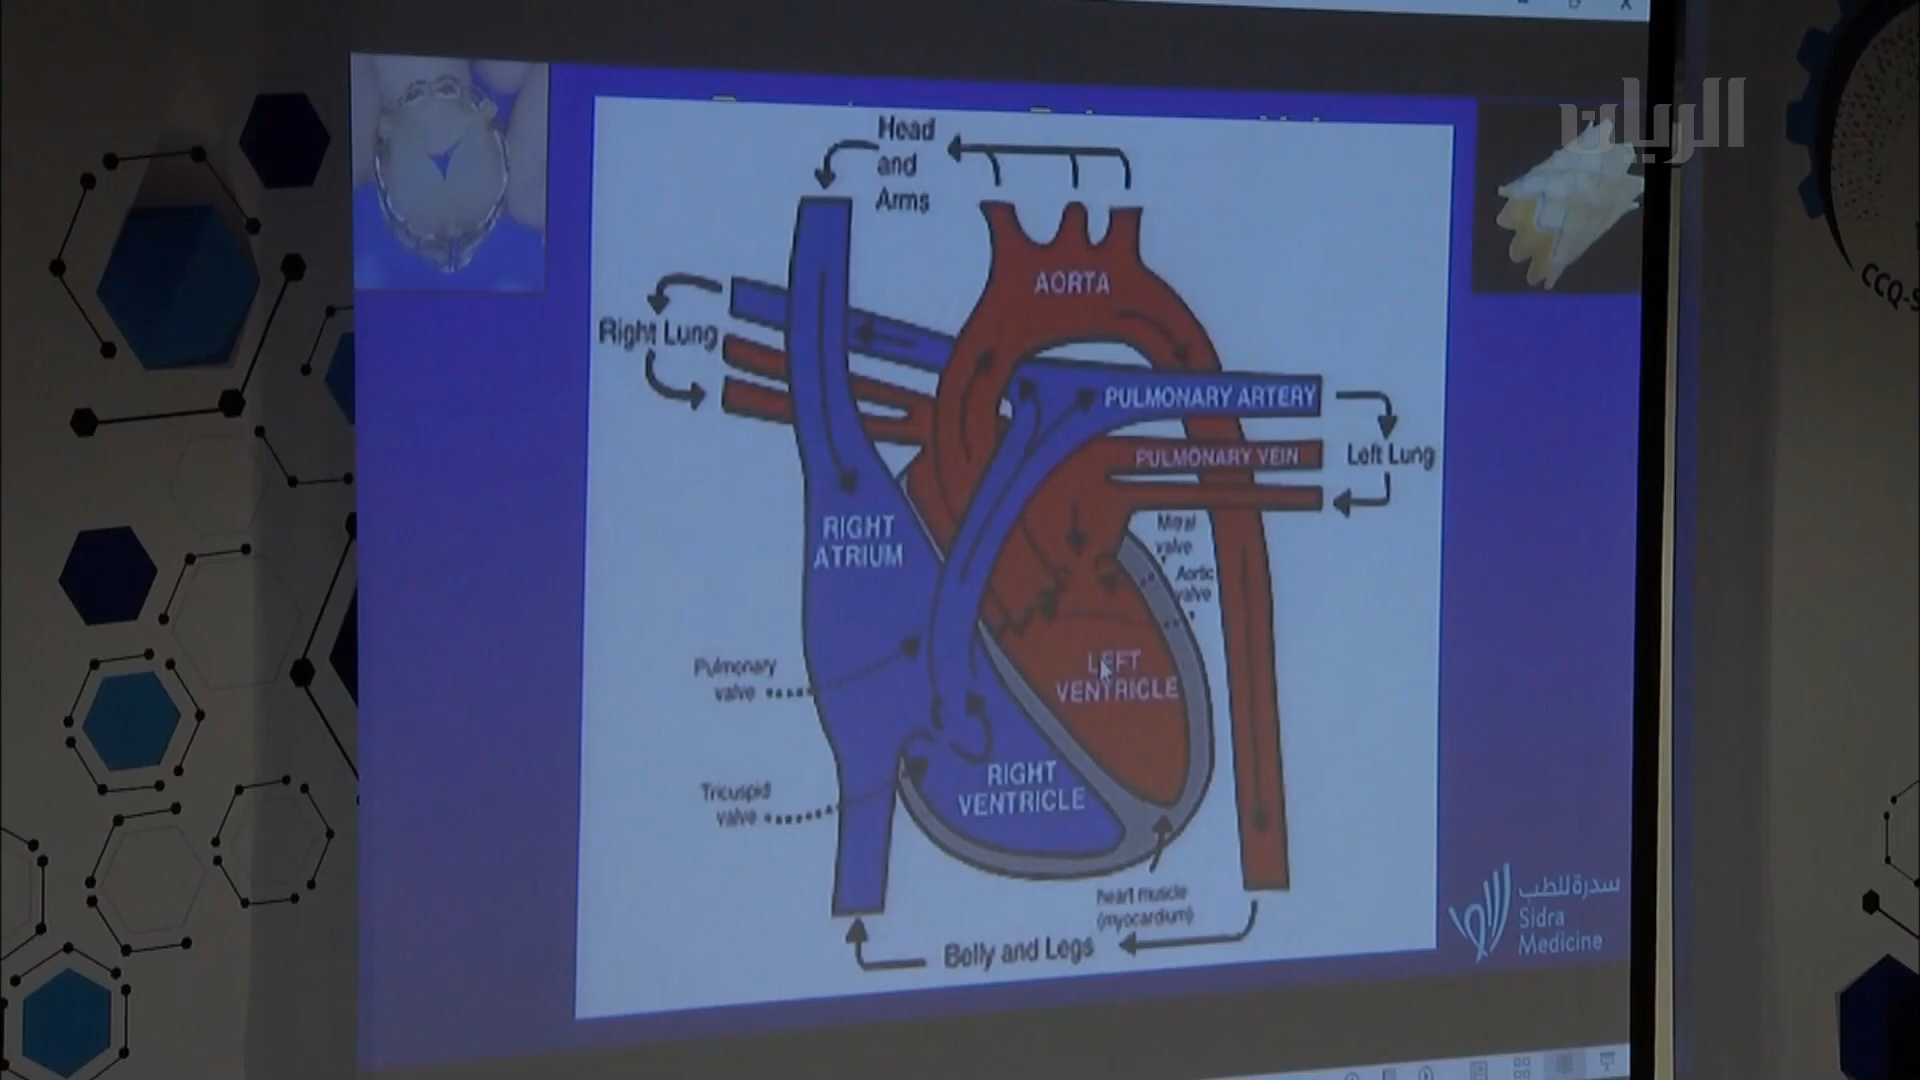 الريان
Head
and
Arms
AORTA
Right Lung
PULMONARY ARTERY
PULMONARY VEIN
Left Lung
RIGHT
ATRIUM
Mitral
valve
Aortic
valve
LEFT
VENTRICLE
Pulmonary
valve
RIGHT
VENTRICLE
Tricuspid
valve
heart muscle
(myocardium)
Belly and Legs
سدرة للطب
Sidra
Medicine